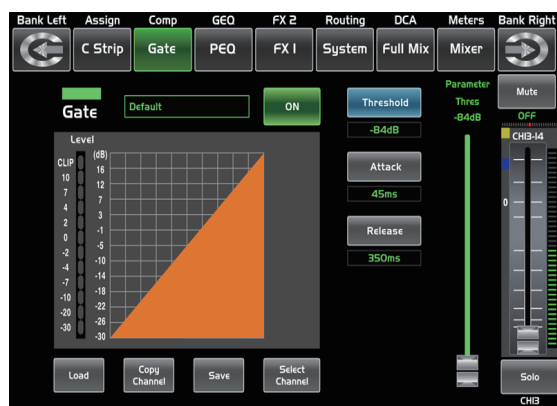 Bank Left Assign Comp GEQ FX 2 Routing DCA Meters Bank Right
C Strip Gate PEQ FX 1 System Full Mix Mixer
Gate Default ON Threshold
-84dB
Attack
45ms
Release
350ms
Parameter
Thres
-84dB
Mute
OFF
CH13-14
0
Level
CLIP
10
7
4
2
0
-2
-4
-7
-10
-20
-30
(dB)
16
12
7
3
-1
-5
-10
-14
-18
-22
-26
-30
Load Copy Channel Save Select Channel
Solo
CH13